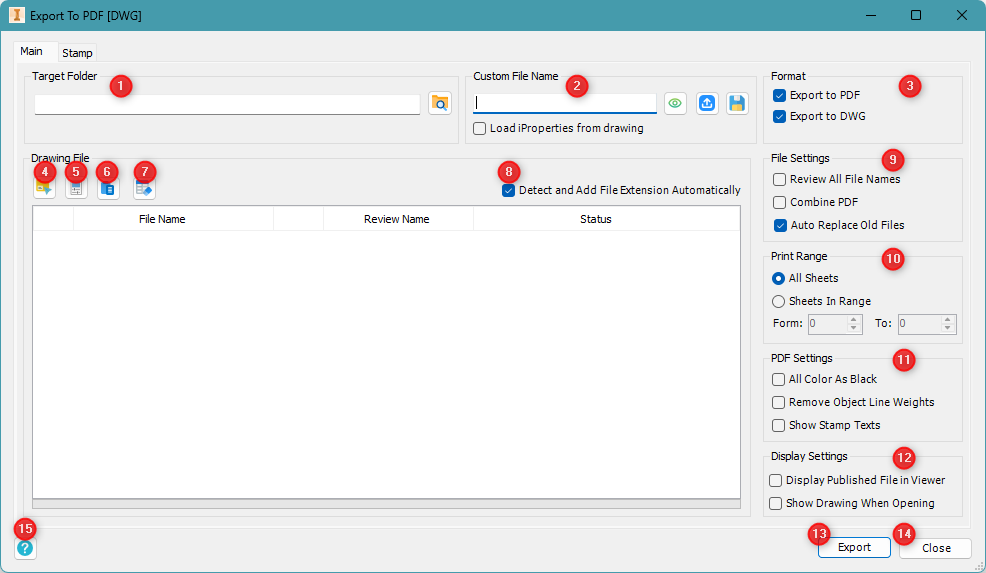 Export To PDF [DWG]
Main
Stamp
Target Folder
1
Custom File Name
2
Load iProperties from drawing
Format
3
Export to PDF
Export to DWG
Drawing File
4
5
6
7
8
Detect and Add File Extension Automatically
File Name
Review Name
Status
File Settings
9
Review All File Names
Combine PDF
Auto Replace Old Files
Print Range
10
All Sheets
Sheets In Range
Form: 0 To: 0
PDF Settings
11
All Color As Black
Remove Object Line Weights
Show Stamp Texts
Display Settings
12
Display Published File in Viewer
Show Drawing When Opening
15
?
13
Export
14
Close